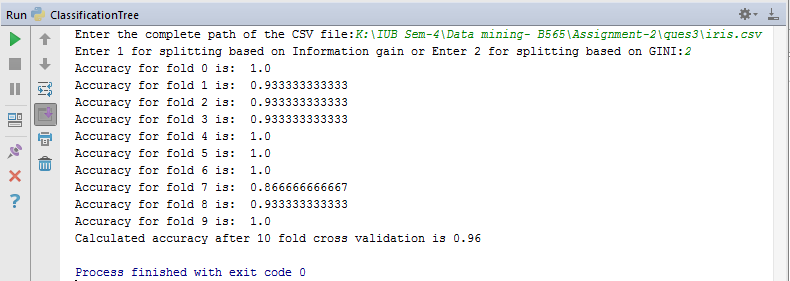 Run ClassificationTree
Enter the complete path of the CSV file:K:\IUB Sem-4\Data mining- B565\Assignment-2\ques3\iris.csv
Enter 1 for splitting based on Information gain or Enter 2 for splitting based on GINI:2
Accuracy for fold 0 is:  1.0
Accuracy for fold 1 is:  0.933333333333
Accuracy for fold 2 is:  0.933333333333
Accuracy for fold 3 is:  0.933333333333
Accuracy for fold 4 is:  1.0
Accuracy for fold 5 is:  1.0
Accuracy for fold 6 is:  1.0
Accuracy for fold 7 is:  0.866666666667
Accuracy for fold 8 is:  0.933333333333
Accuracy for fold 9 is:  1.0
Calculated accuracy after 10 fold cross validation is 0.96
Process finished with exit code 0